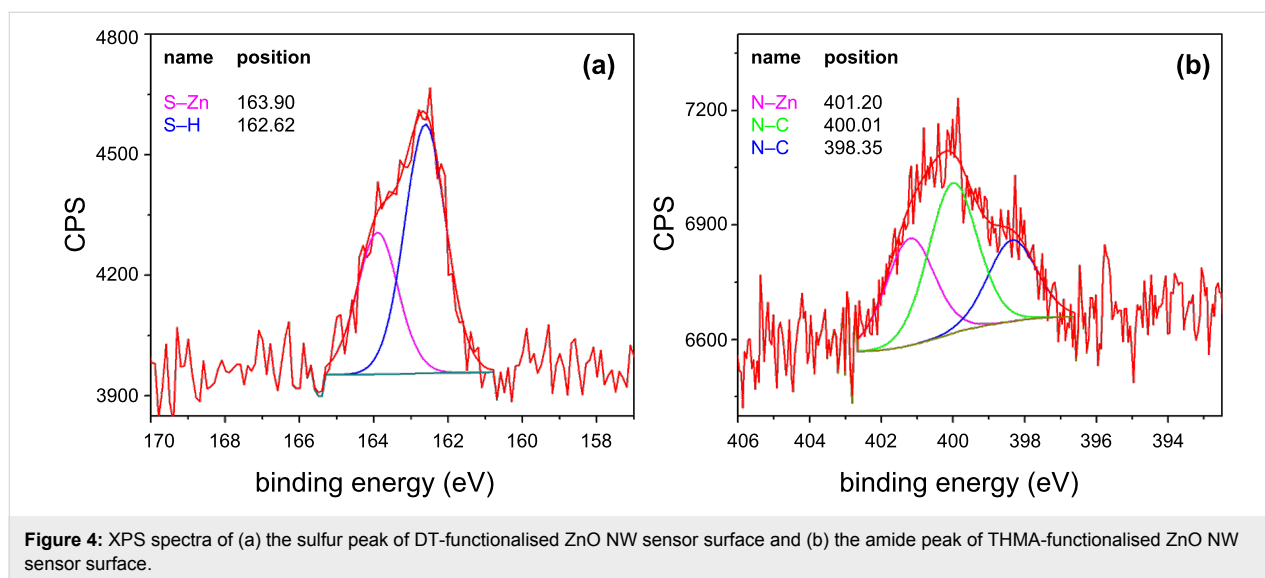 (a)
name position
S–Zn 163.90
S–H 162.62
4800
4500
4200
3900
CPS
170 168 166 164 162 160 158
binding energy (eV)
(b)
name position
N–Zn 401.20
N–C 400.01
N–C 398.35
7200
6900
6600
CPS
406 404 402 400 398 396 394
binding energy (eV)
Figure 4: XPS spectra of (a) the sulfur peak of DT-functionalised ZnO NW sensor surface and (b) the amide peak of THMA-functionalised ZnO NW
sensor surface.